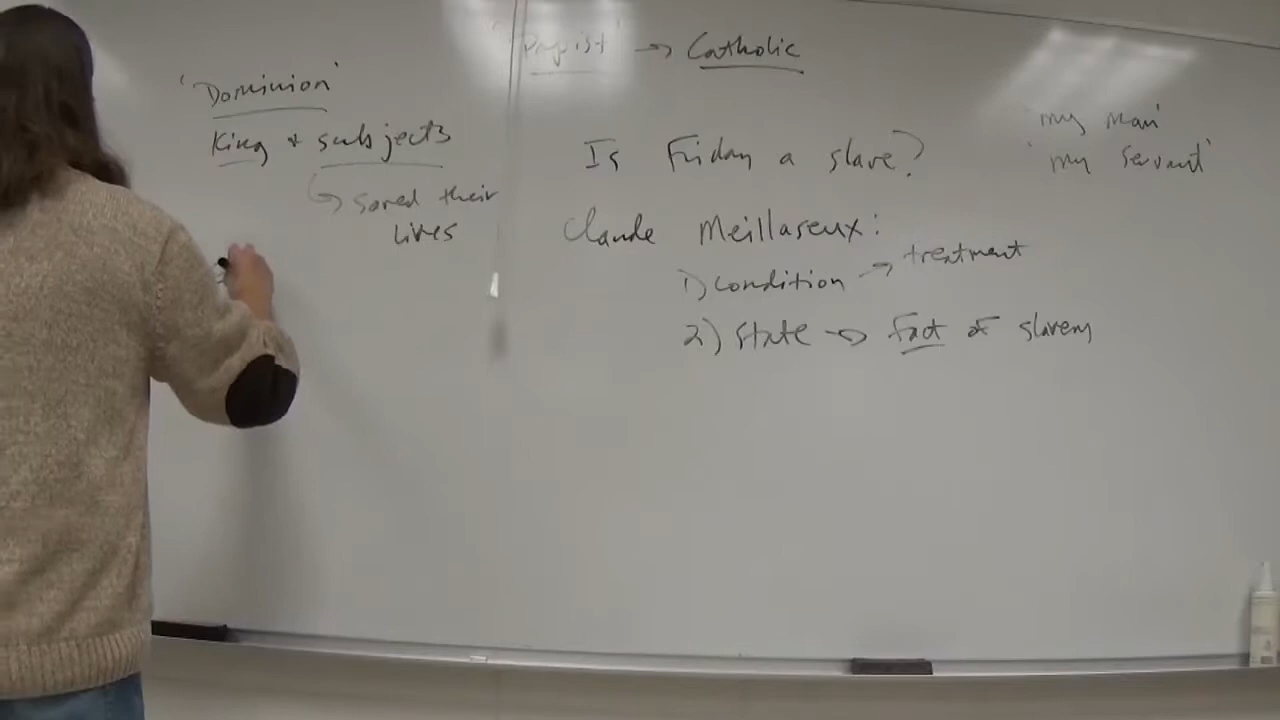 'Dominion'
King + subjects
↳ saved their
lives
"Papist" → Catholic
Is Friday a slave?
Claude Meillaseux:
1) condition → treatment
2) state → fact of slavery
'my man'
'my servant'